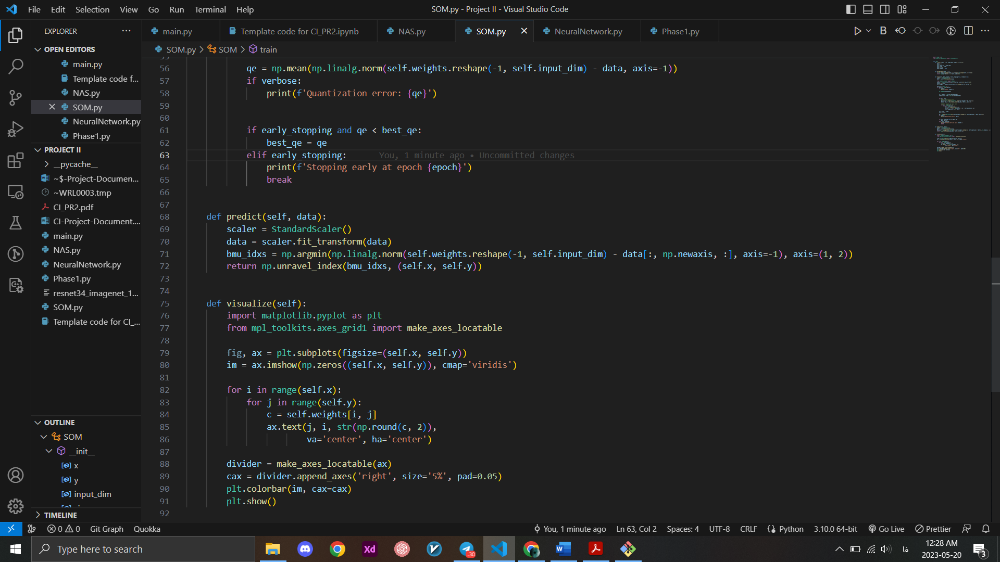 File Edit Selection View Go Run Terminal Help
SOM.py - Project II - Visual Studio Code
EXPLORER
OPEN EDITORS
main.py
Template code f...
NAS.py
SOM.py
NeuralNetwork.py
Phase1.py
PROJECT II
__pycache__
~$-Project-Documen...
~WRL0003.tmp
CI_PR2.pdf
CI-Project-Document....
main.py
NAS.py
NeuralNetwork.py
Phase1.py
resnet34_imagenet_1...
SOM.py
Template code for CI_...
OUTLINE
SOM
__init__
x
y
input_dim
TIMELINE
main.py Template code for CI_PR2.ipynb NAS.py SOM.py NeuralNetwork.py Phase1.py
SOM.py > SOM > train
56 qe = np.mean(np.linalg.norm(self.weights.reshape(-1, self.input_dim) - data, axis=-1))
57 if verbose:
58 print(f'Quantization error: {qe}')
59
60
61 if early_stopping and qe < best_qe:
62 best_qe = qe
63 elif early_stopping: You, 1 minute ago • Uncommitted changes
64 print(f'Stopping early at epoch {epoch}')
65 break
66
67
68 def predict(self, data):
69 scaler = StandardScaler()
70 data = scaler.fit_transform(data)
71 bmu_idxs = np.argmin(np.linalg.norm(self.weights.reshape(-1, self.input_dim) - data[:, np.newaxis, :], axis=-1), axis=(1, 2))
72 return np.unravel_index(bmu_idxs, (self.x, self.y))
73
74
75 def visualize(self):
76 import matplotlib.pyplot as plt
77 from mpl_toolkits.axes_grid1 import make_axes_locatable
78
79 fig, ax = plt.subplots(figsize=(self.x, self.y))
80 im = ax.imshow(np.zeros((self.x, self.y)), cmap='viridis')
81
82 for i in range(self.x):
83 for j in range(self.y):
84 c = self.weights[i, j]
85 ax.text(j, i, str(np.round(c, 2)),
86 va='center', ha='center')
87
88 divider = make_axes_locatable(ax)
89 cax = divider.append_axes('right', size='5%', pad=0.05)
90 plt.colorbar(im, cax=cax)
91 plt.show()
92
0 0 Git Graph Quokka
You, 1 minute ago Ln 63, Col 2 Spaces: 4 UTF-8 CRLF Python 3.10.0 64-bit Go Live Prettier
Type here to search
Xd
..30
فا
12:28 AM
2023-05-20
3